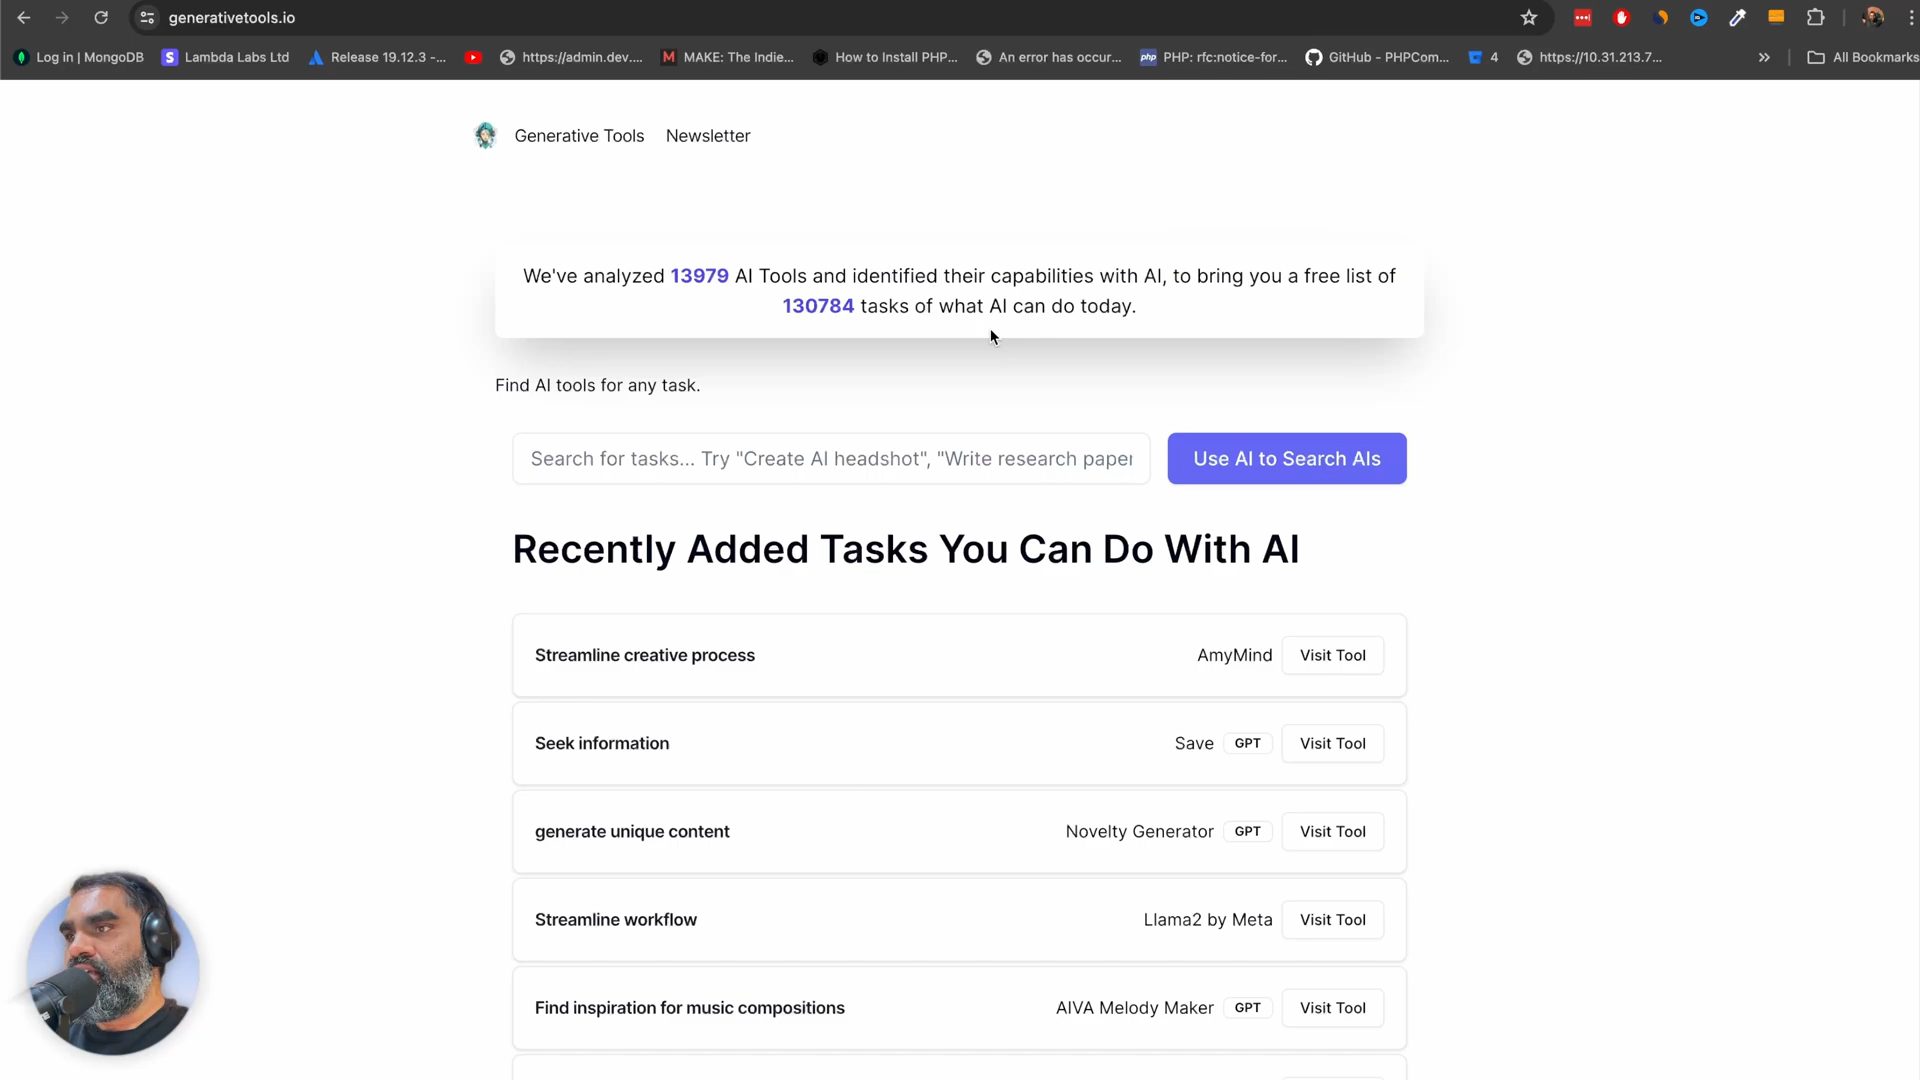 generativetools.io
Log in | MongoDB
Lambda Labs Ltd
Release 19.12.3 -...
https://admin.dev....
MAKE: The Indie...
How to Install PHP...
An error has occur...
PHP: rfc:notice-for...
GitHub - PHPCom...
4
https://10.31.213.7...
All Bookmarks
Generative Tools
Newsletter
We've analyzed 13979 AI Tools and identified their capabilities with AI, to bring you a free list of
130784 tasks of what AI can do today.
Find AI tools for any task.
Search for tasks... Try "Create AI headshot", "Write research paper
Use AI to Search AIs
Recently Added Tasks You Can Do With AI
Streamline creative process AmyMind Visit Tool
Seek information Save GPT Visit Tool
generate unique content Novelty Generator GPT Visit Tool
Streamline workflow Llama2 by Meta Visit Tool
Find inspiration for music compositions AIVA Melody Maker GPT Visit Tool